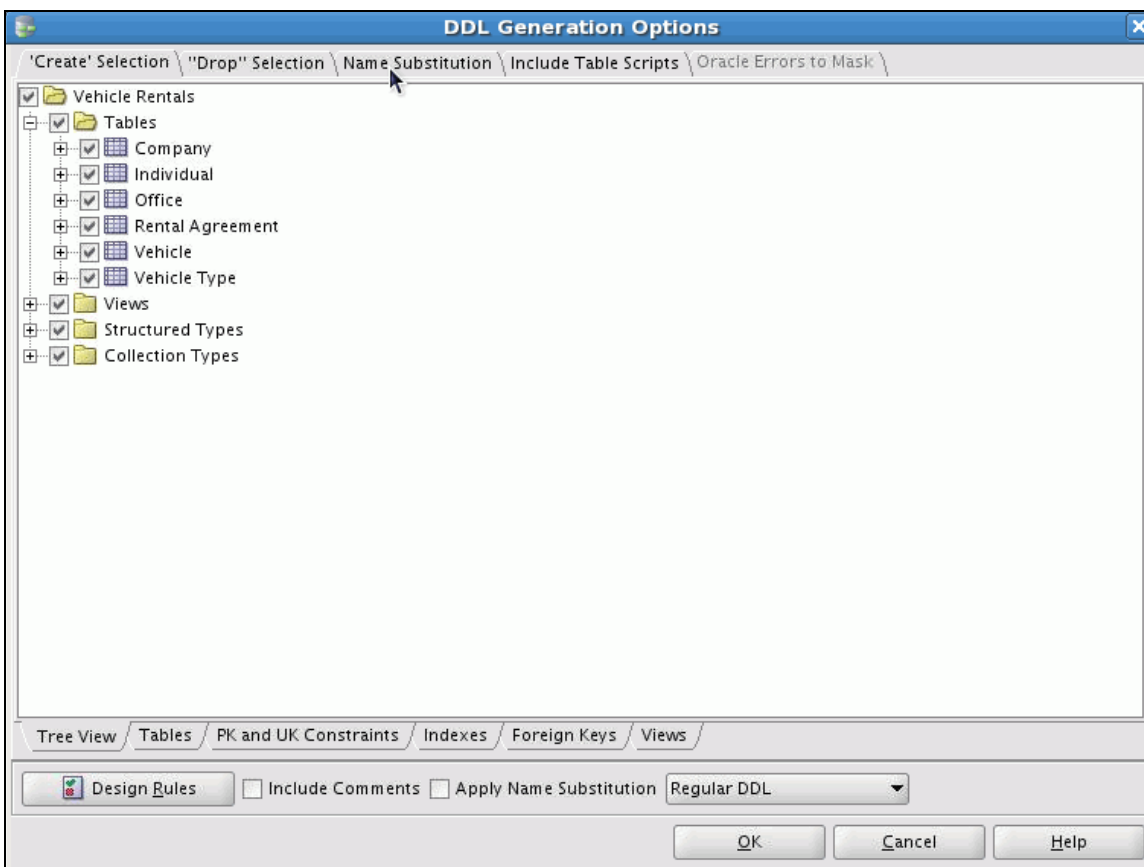 DDL Generation Options
'Create' Selection "Drop" Selection Name Substitution Include Table Scripts Oracle Errors to Mask
Vehicle Rentals
Tables
Company
Individual
Office
Rental Agreement
Vehicle
Vehicle Type
Views
Structured Types
Collection Types
Tree View Tables PK and UK Constraints Indexes Foreign Keys Views
Design Rules Include Comments Apply Name Substitution Regular DDL
OK Cancel Help